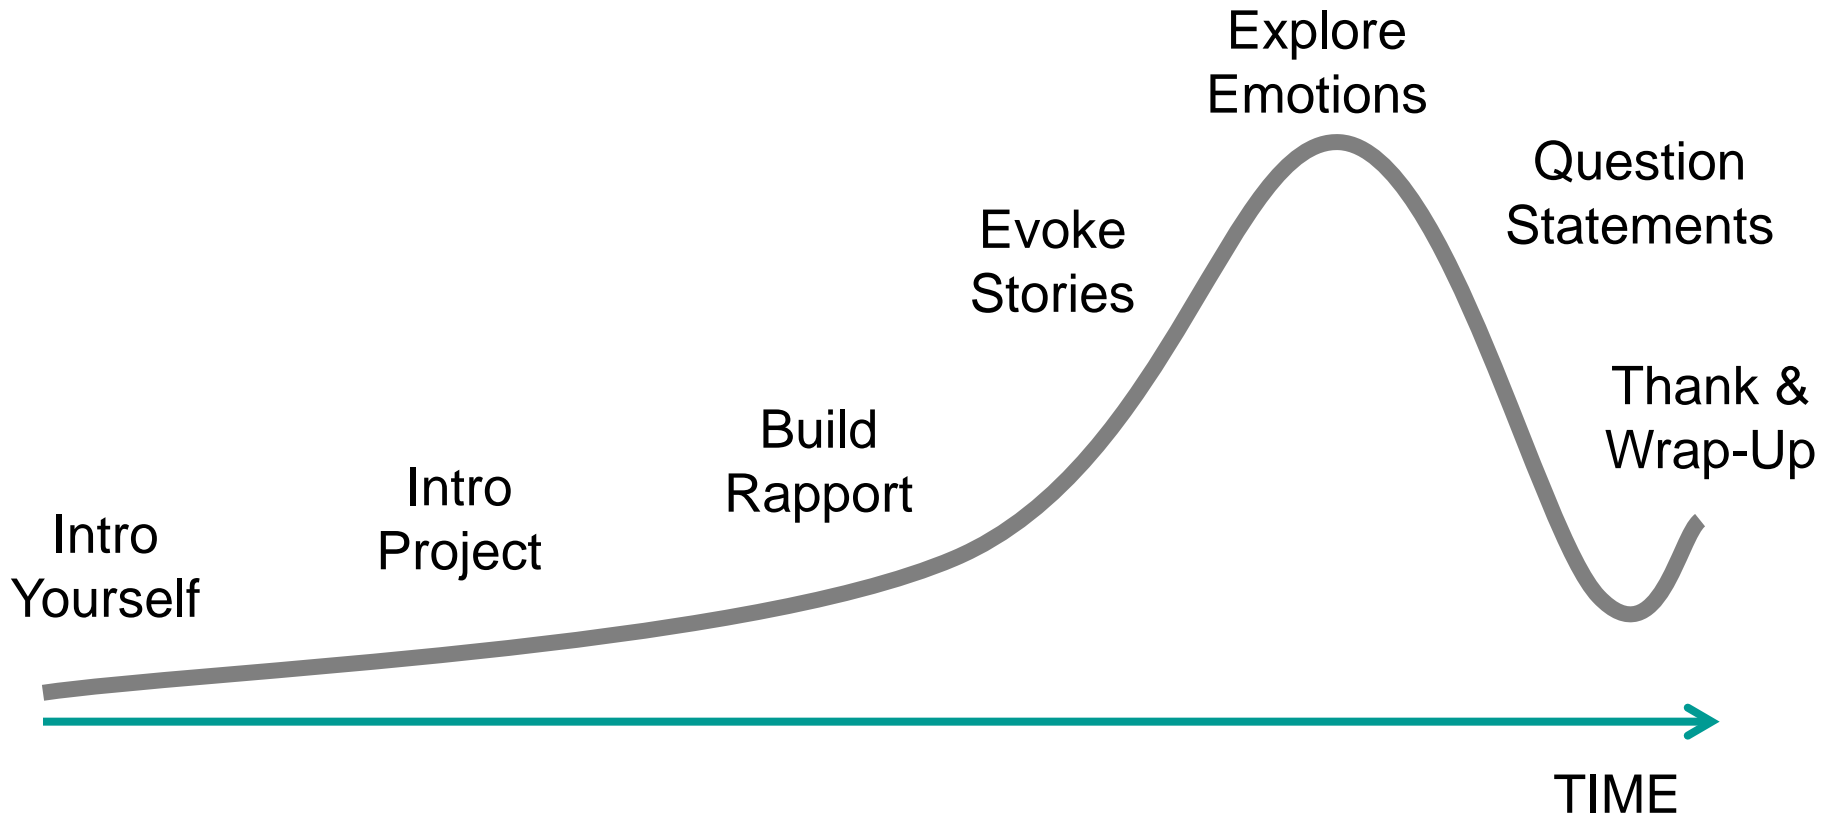 Intro
Yourself
Intro
Project
Build
Rapport
Evoke
Stories
Explore
Emotions
Question
Statements
Thank &
Wrap-Up
TIME